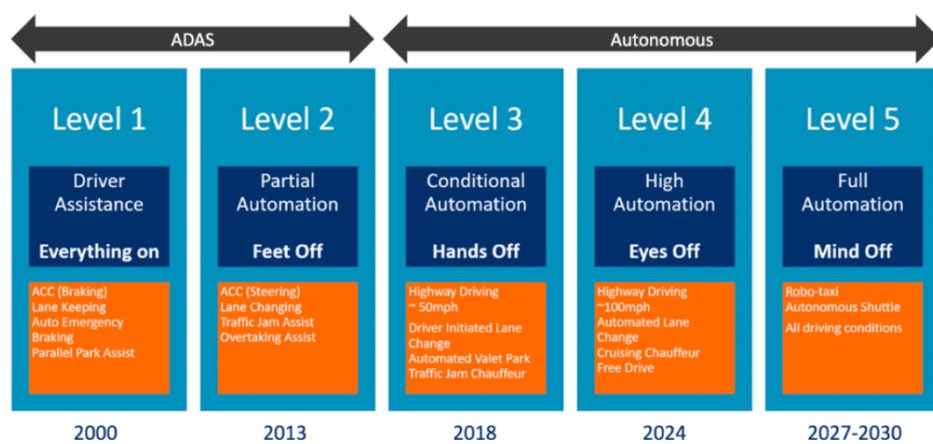 ADAS
Autonomous
Level 1
Driver
Assistance
Everything on
ACC (Braking)
Lane Keeping
Auto Emergency
Braking
Parallel Park Assist
2000
Level 2
Partial
Automation
Feet Off
ACC (Steering)
Lane Changing
Traffic Jam Assist
Overtaking Assist
2013
Level 3
Conditional
Automation
Hands Off
Highway Driving
~ 50mph
Driver Initiated Lane
Change
Automated Valet Park
Traffic Jam Chauffeur
2018
Level 4
High
Automation
Eyes Off
Highway Driving
~100mph
Automated Lane
Change
Cruising Chauffeur
Free Drive
2024
Level 5
Full
Automation
Mind Off
Robo-taxi
Autonomous Shuttle
All driving conditions
2027-2030